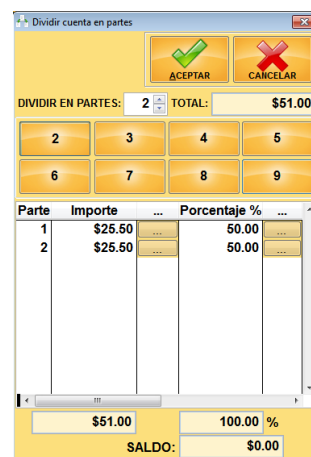 Dividir cuenta en partes
ACEPTAR CANCELAR
DIVIDIR EN PARTES: 2 TOTAL: $51.00
2 3 4 5
6 7 8 9
Parte Importe ... Porcentaje % ...
1 $25.50 ... 50.00 ...
2 $25.50 ... 50.00 ...
$51.00 100.00 %
SALDO: $0.00